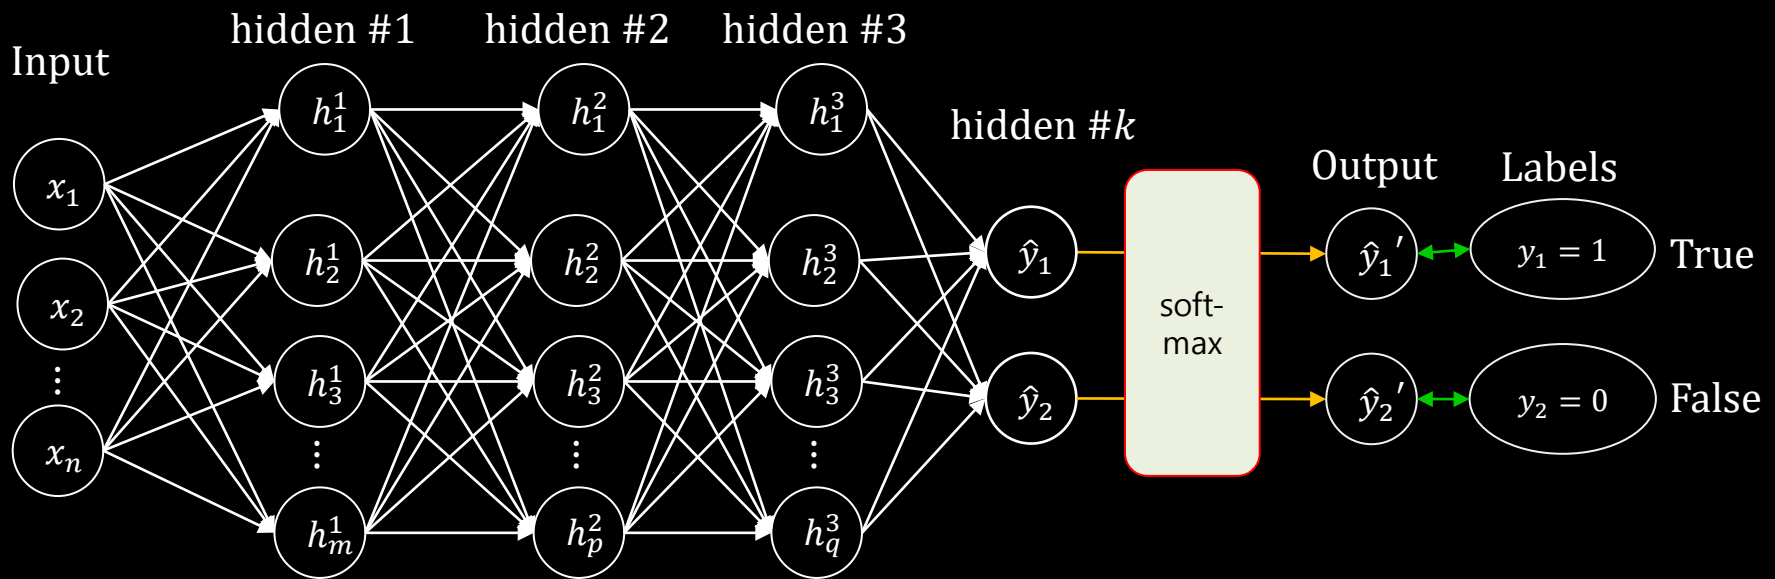 Input
hidden #1
hidden #2
hidden #3
hidden #k
Output
Labels
x₁
x₂
⋮
xₙ
h₁¹
h₂¹
h₃¹
⋮
hₘ¹
h₁²
h₂²
h₃²
⋮
hₚ²
h₁³
h₂³
h₃³
⋮
h_q³
ŷ₁
ŷ₂
soft-
max
ŷ₁′
ŷ₂′
y₁ = 1
True
y₂ = 0
False